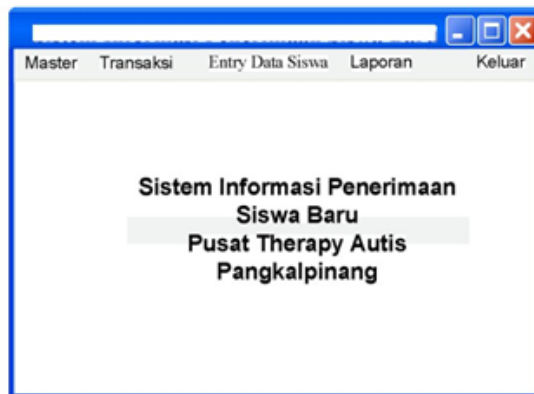 Master Transaksi Entry Data Siswa Laporan Keluar
Sistem Informasi Penerimaan
Siswa Baru
Pusat Therapy Autis
Pangkalpinang